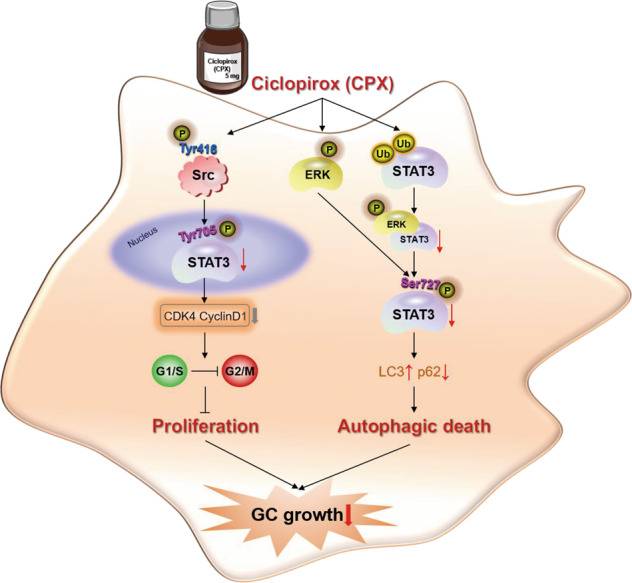 Ciclopirox
(CPX)
5 mg
Ciclopirox (CPX)
P
Tyr416
Src
P
ERK
Ub
Ub
STAT3
Nucleus
Tyr705
P
STAT3
P
ERK
STAT3
Ser727
P
STAT3
CDK4 CyclinD1
G1/S
G2/M
LC3 p62
Proliferation
Autophagic death
GC growth